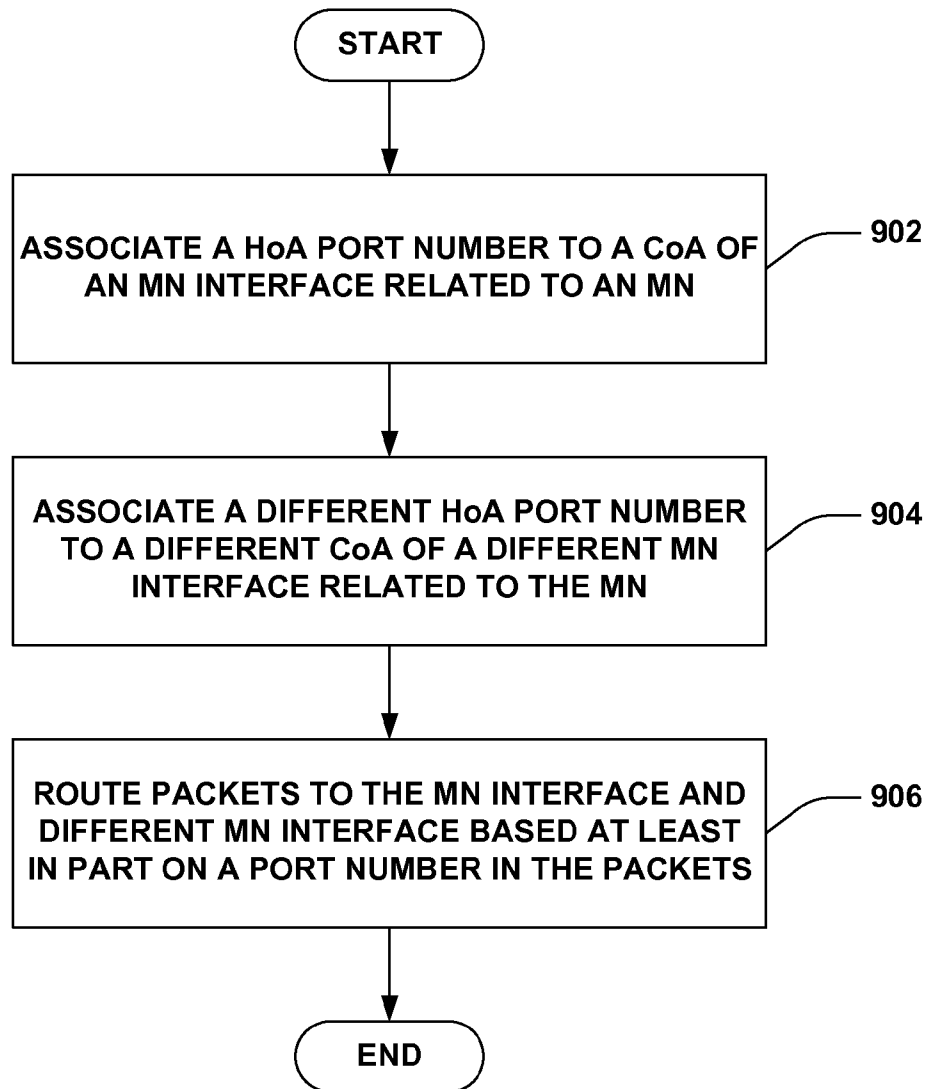 START
ASSOCIATE A HoA PORT NUMBER TO A CoA OF
AN MN INTERFACE RELATED TO AN MN
902
ASSOCIATE A DIFFERENT HoA PORT NUMBER
TO A DIFFERENT CoA OF A DIFFERENT MN
INTERFACE RELATED TO THE MN
904
ROUTE PACKETS TO THE MN INTERFACE AND
DIFFERENT MN INTERFACE BASED AT LEAST
IN PART ON A PORT NUMBER IN THE PACKETS
906
END